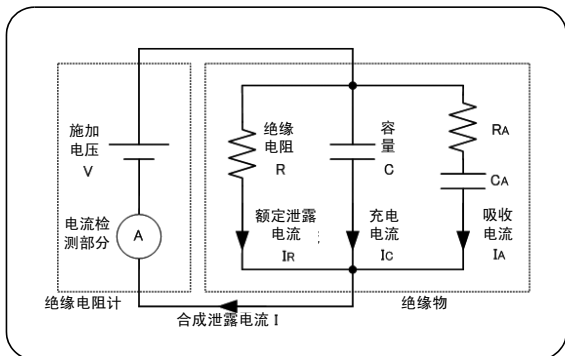 施加
电压
V
电流检
测部分
A
绝缘电阻计
绝缘
电阻
R
额定泄露
电流
IR
容
量
C
充电
电流
IC
RA
CA
吸收
电流
IA
绝缘物
合成泄露电流 I